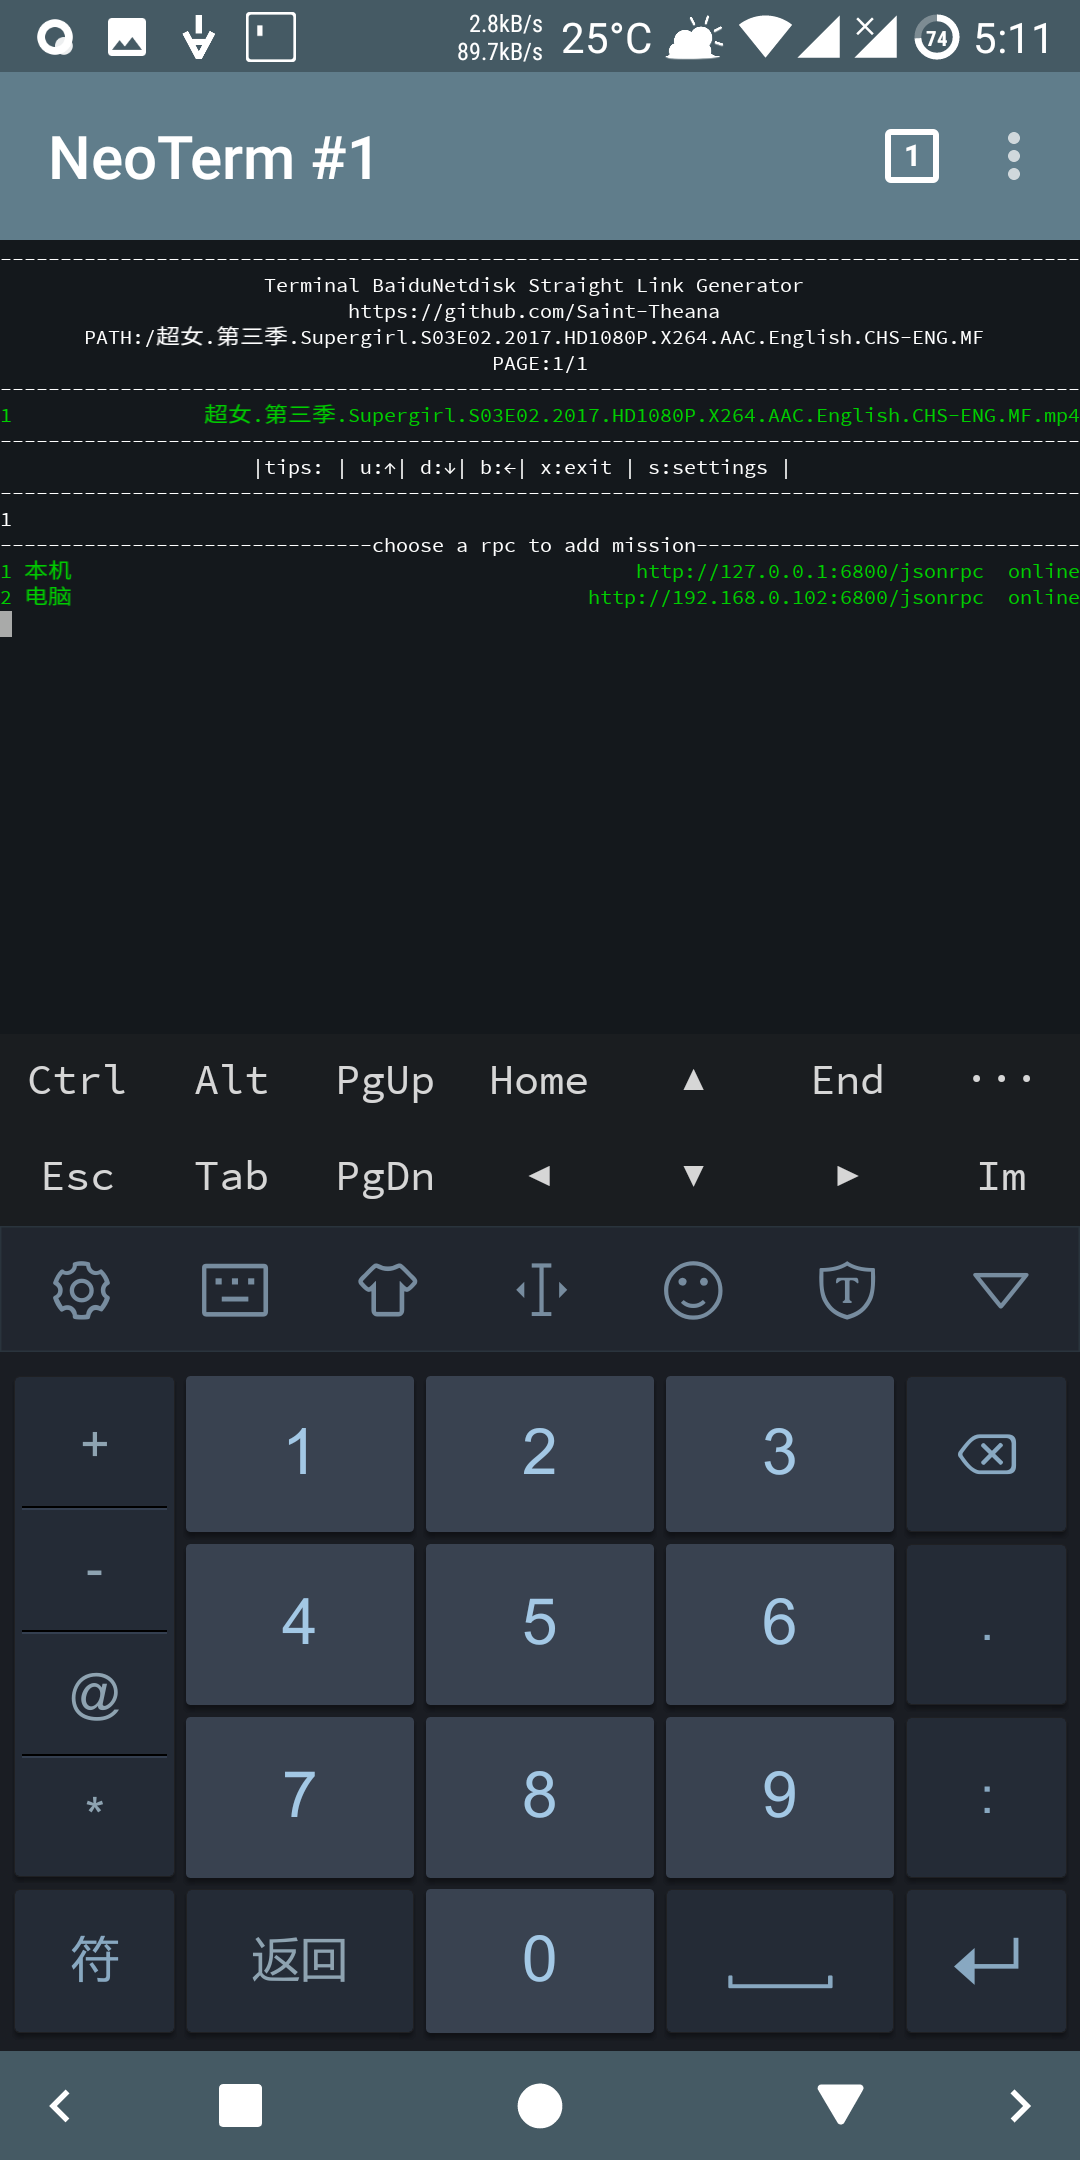 2.8kB/s
89.7kB/s
25°C
74
5:11
NeoTerm #1
1
Terminal BaiduNetdisk Straight Link Generator
https://github.com/Saint-Theana
PATH:/超女.第三季.Supergirl.S03E02.2017.HD1080P.X264.AAC.English.CHS-ENG.MF
PAGE:1/1
1 超女.第三季.Supergirl.S03E02.2017.HD1080P.X264.AAC.English.CHS-ENG.MF.mp4
|tips: | u:↑| d:↓| b:←| x:exit | s:settings |
1
choose a rpc to add mission
1 本机 http://127.0.0.1:6800/jsonrpc online
2 电脑 http://192.168.0.102:6800/jsonrpc online
Ctrl Alt PgUp Home ▲ End ···
Esc Tab PgDn ◀ ▼ ▶ Im
T
+ 1 2 3
- 4 5 6 .
@
* 7 8 9 :
符 返回 0